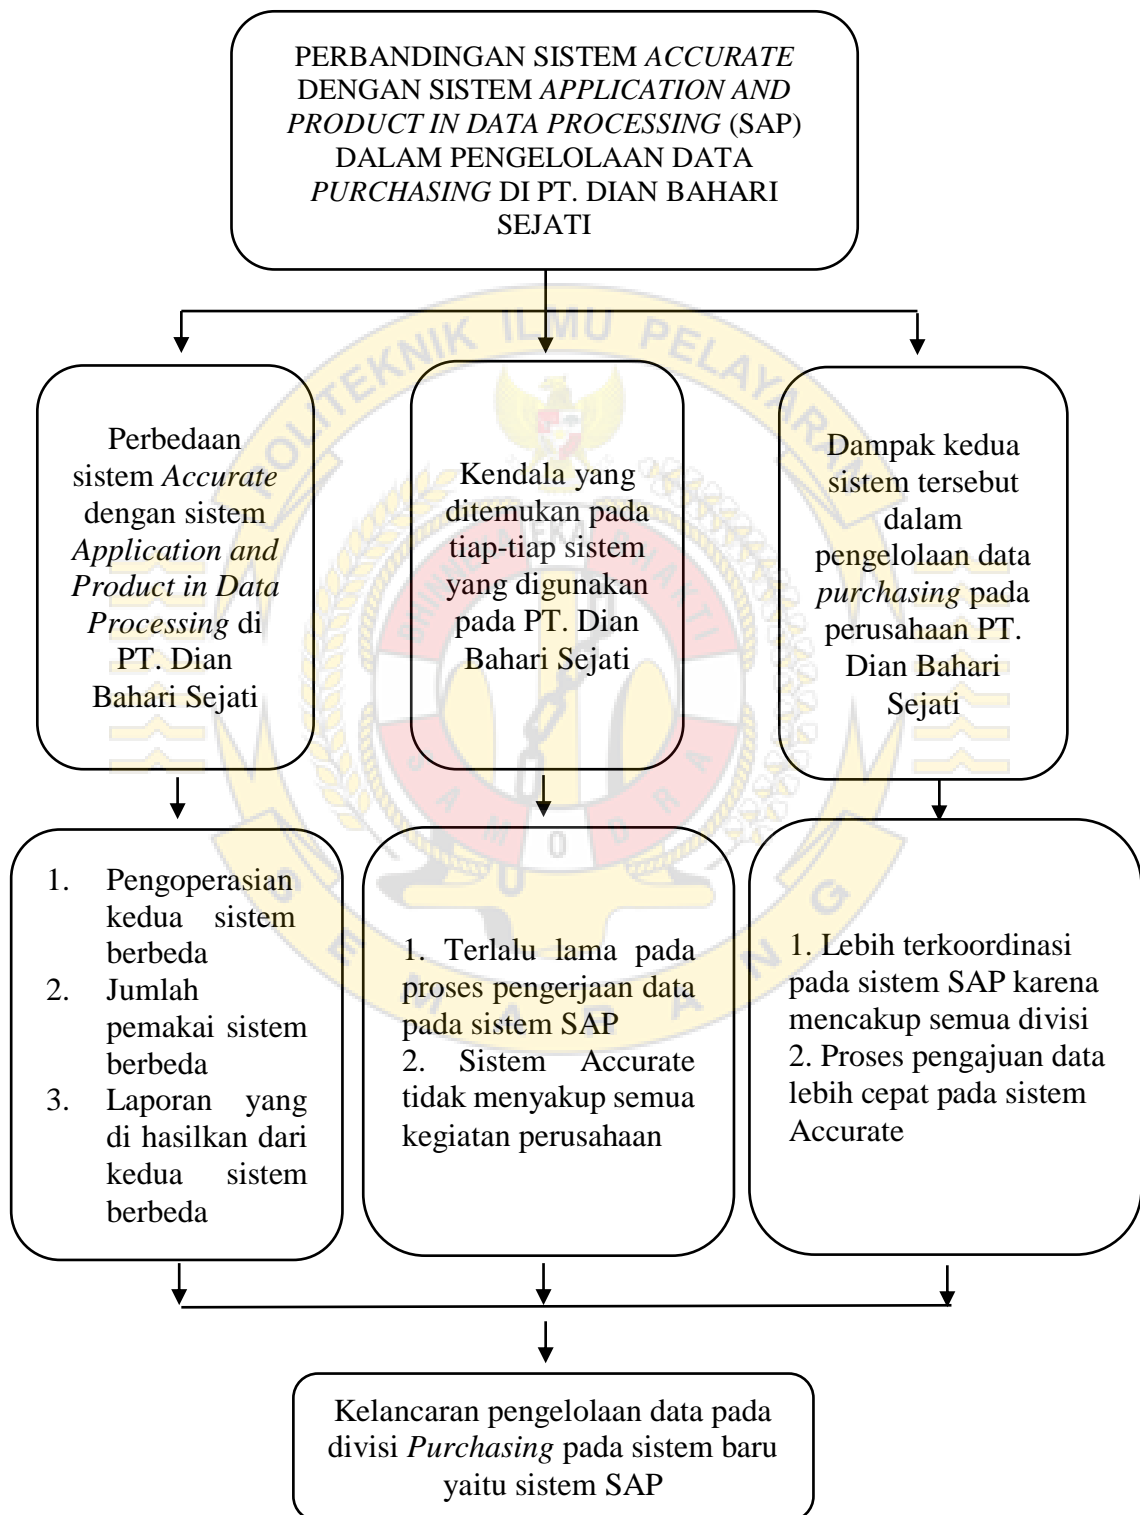 PERBANDINGAN SISTEM ACCURATE
DENGAN SISTEM APPLICATION AND
PRODUCT IN DATA PROCESSING (SAP)
DALAM PENGELOLAAN DATA
PURCHASING DI PT. DIAN BAHARI
SEJATI
POLITEKNIK ILMU PELAYARAN
Perbedaan
sistem Accurate
dengan sistem
Application and
Product in Data
Processing di
PT. Dian
Bahari Sejati
Kendala yang
ditemukan pada
tiap-tiap sistem
yang digunakan
pada PT. Dian
Bahari Sejati
Dampak kedua
sistem tersebut
dalam
pengelolaan data
purchasing pada
perusahaan PT.
Dian Bahari
Sejati
BHINNEKA BHAKTI
SAMODRA
SEMARANG
1. Pengoperasian
kedua sistem
berbeda
2. Jumlah
pemakai sistem
berbeda
3. Laporan yang
di hasilkan dari
kedua sistem
berbeda
1. Terlalu lama pada
proses pengerjaan data
pada sistem SAP
2. Sistem Accurate
tidak menyakup semua
kegiatan perusahaan
1. Lebih terkoordinasi
pada sistem SAP karena
mencakup semua divisi
2. Proses pengajuan data
lebih cepat pada sistem
Accurate
Kelancaran pengelolaan data pada
divisi Purchasing pada sistem baru
yaitu sistem SAP